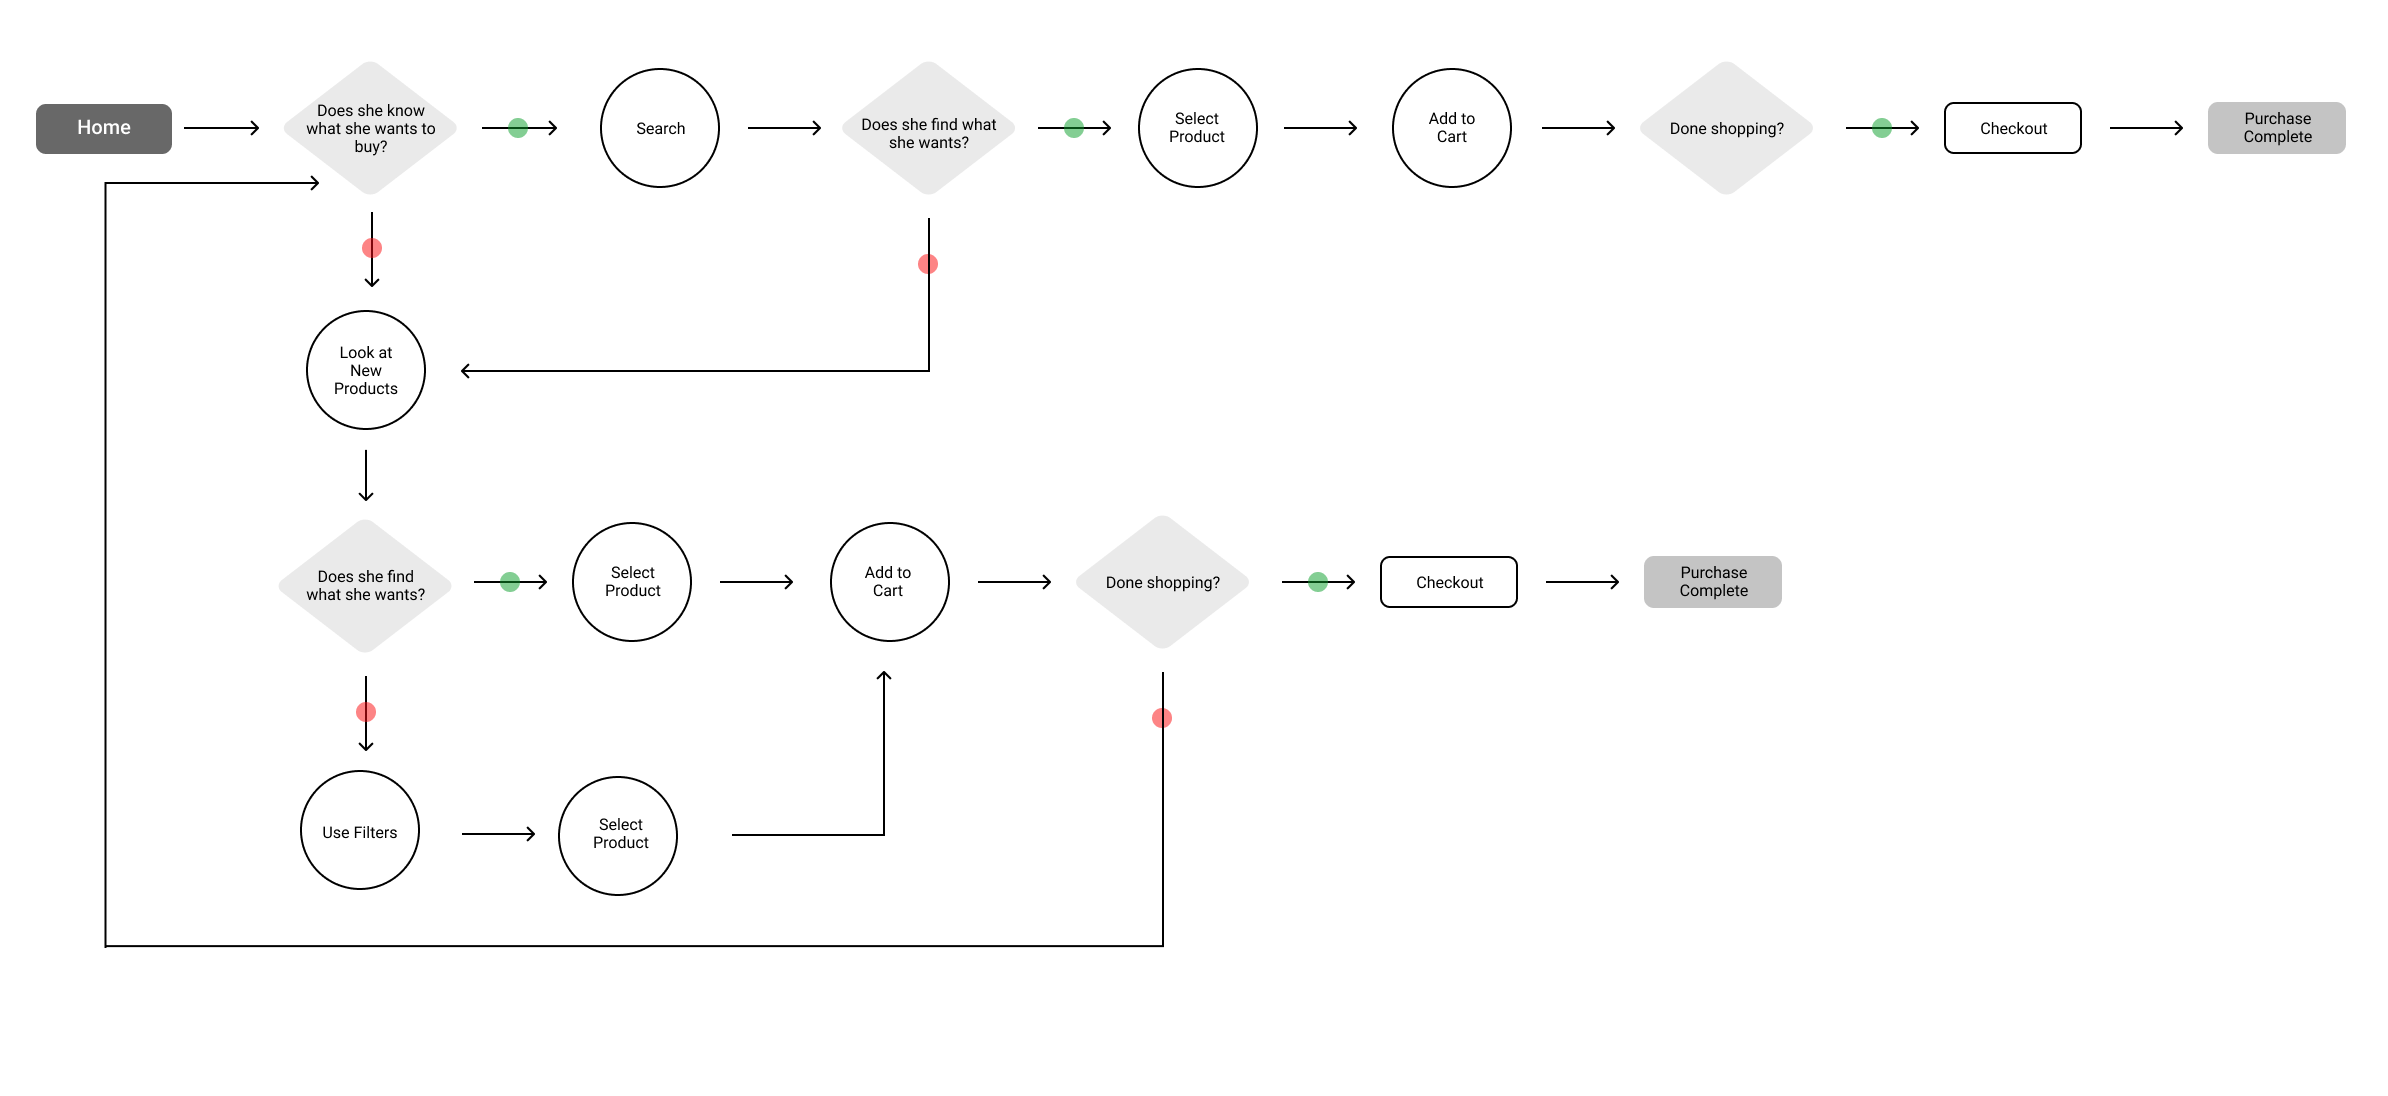 Home
Does she know
what she wants to
buy?
Search
Does she find what
she wants?
Select
Product
Add to
Cart
Done shopping?
Checkout
Purchase
Complete
Look at
New
Products
Does she find
what she wants?
Select
Product
Add to
Cart
Done shopping?
Checkout
Purchase
Complete
Use Filters
Select
Product